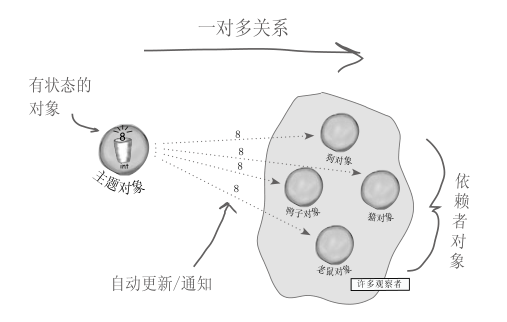 一对多关系
有状态的
对象
8
int
主题对象
8
8
8
8
狗对象
鸭子对象
猫对象
老鼠对象
许多观察者
自动更新/通知
依赖者对象